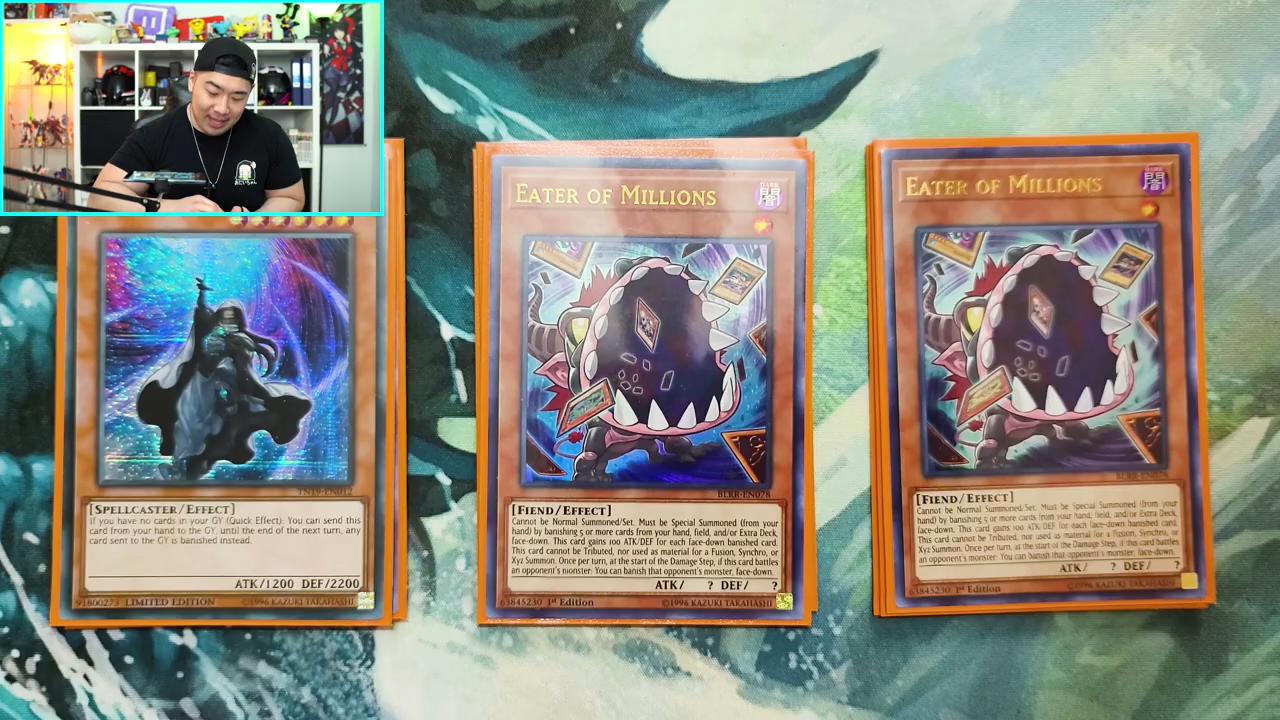 TN19-EN012
[SPELLCASTER/EFFECT]
If you have no cards in your GY (Quick Effect): You can send this
card from your hand to the GY; until the end of the next turn, any
card sent to the GY is banished instead.
ATK/1200 DEF/2200
91800273 LIMITED EDITION ©1996 KAZUKI TAKAHASHI
EATER OF MILLIONS
DARK
闇
BLRR-EN078
[FIEND/EFFECT]
Cannot be Normal Summoned/Set. Must be Special Summoned (from your
hand) by banishing 5 or more cards from your hand, field, and/or Extra Deck,
face-down. This card gains 100 ATK/DEF for each face-down banished card.
This card cannot be Tributed, nor used as material for a Fusion, Synchro, or
Xyz Summon. Once per turn, at the start of the Damage Step, if this card battles
an opponent's monster: You can banish that opponent's monster, face-down.
ATK/ ? DEF/ ?
63845230 1st Edition ©1996 KAZUKI TAKAHASHI
EATER OF MILLIONS
DARK
闇
BLRR-EN078
[FIEND/EFFECT]
Cannot be Normal Summoned/Set. Must be Special Summoned (from your
hand) by banishing 5 or more cards from your hand, field, and/or Extra Deck,
face-down. This card gains 100 ATK/DEF for each face-down banished card.
This card cannot be Tributed, nor used as material for a Fusion, Synchro, or
Xyz Summon. Once per turn, at the start of the Damage Step, if this card battles
an opponent's monster: You can banish that opponent's monster, face-down.
ATK/ ? DEF/ ?
63845230 1st Edition ©1996 KAZUKI TAKAHASHI